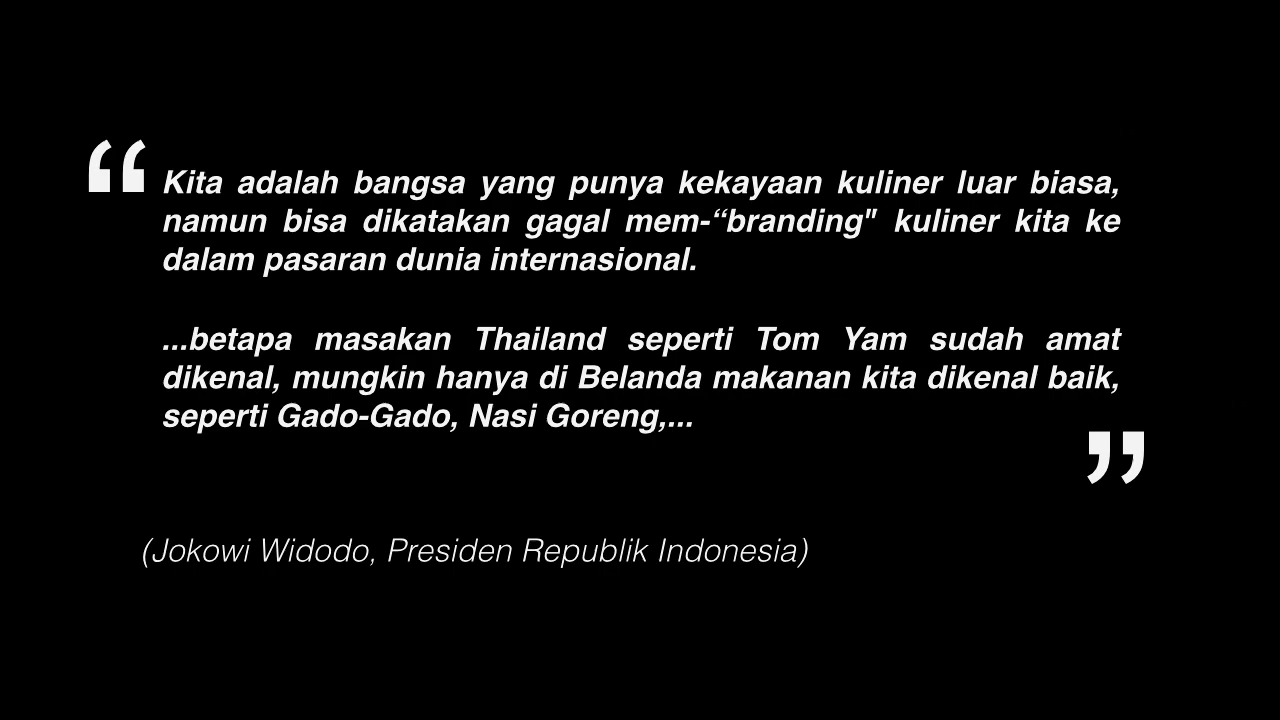 “
Kita adalah bangsa yang punya kekayaan kuliner luar biasa,
namun bisa dikatakan gagal mem-“branding" kuliner kita ke
dalam pasaran dunia internasional.
...betapa masakan Thailand seperti Tom Yam sudah amat
dikenal, mungkin hanya di Belanda makanan kita dikenal baik,
seperti Gado-Gado, Nasi Goreng,...
”
(Jokowi Widodo, Presiden Republik Indonesia)